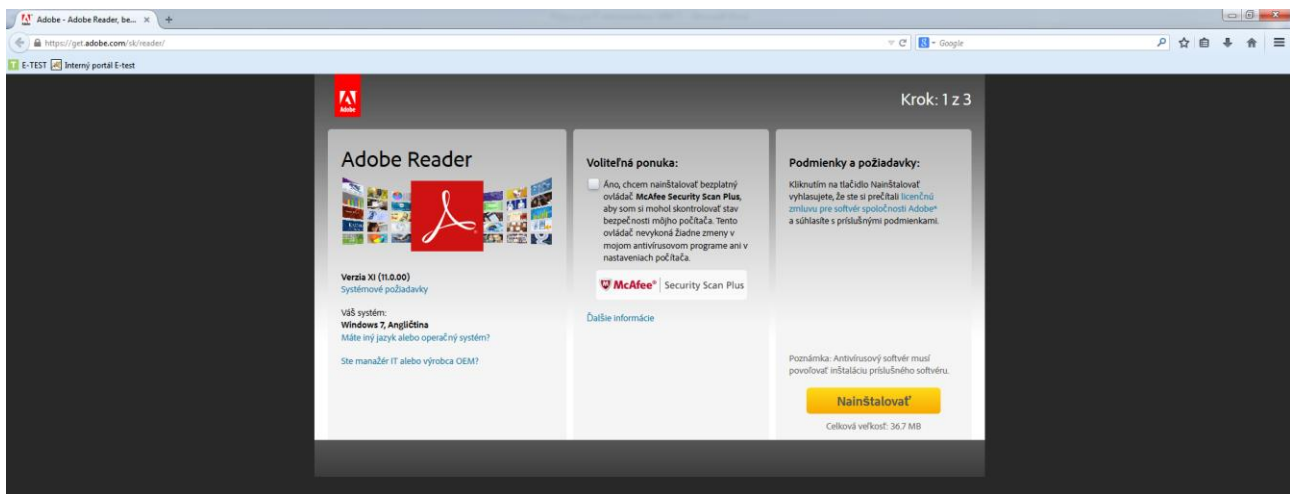 Adobe - Adobe Reader, be...
https://get.adobe.com/sk/reader/
Google
E-TEST Interný portál E-test
Adobe
Krok: 1 z 3
Adobe Reader
Verzia XI (11.0.00)
Systémové požiadavky
Váš systém:
Windows 7, Angličtina
Máte iný jazyk alebo operačný systém?
Ste manažér IT alebo výrobca OEM?
Voliteľná ponuka:
Áno, chcem nainštalovať bezplatný
ovládač McAfee Security Scan Plus,
aby som si mohol skontrolovať stav
bezpečnosti môjho počítača. Tento
ovládač nevykoná žiadne zmeny v
mojom antivírusovom programe ani v
nastaveniach počítača.
McAfee® Security Scan Plus
Ďalšie informácie
Podmienky a požiadavky:
Kliknutím na tlačidlo Nainštalovať
vyhlasujete, že ste si prečítali licenčnú
zmluvu pre softvér spoločnosti Adobe*
a súhlasíte s príslušnými podmienkami.
Poznámka: Antivírusový softvér musí
povoľovať inštaláciu príslušného softvéru.
Nainštalovať
Celková veľkosť: 36.7 MB